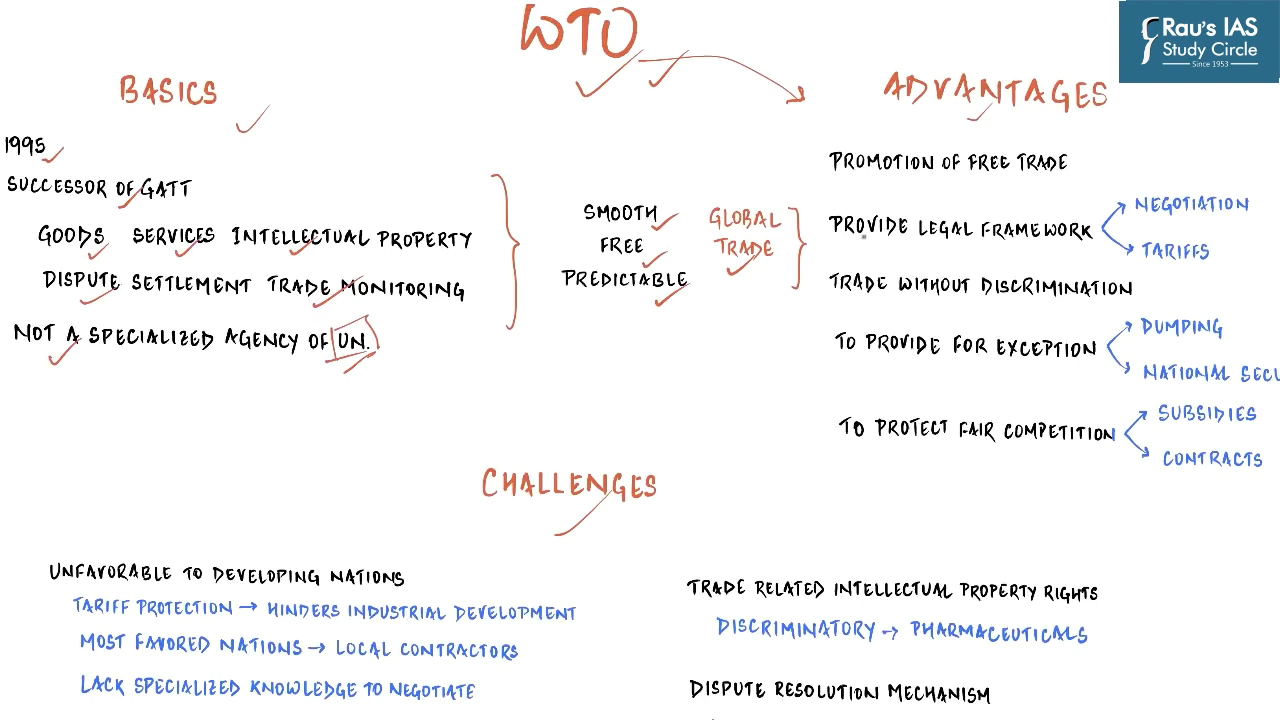 WTO
Rau's IAS
Study Circle
Since 1953
BASICS
1995
SUCCESSOR OF GATT
GOODS SERVICES INTELLECTUAL PROPERTY
DISPUTE SETTLEMENT TRADE MONITORING
NOT A SPECIALIZED AGENCY OF UN.
SMOOTH
FREE
PREDICTABLE
GLOBAL
TRADE
ADVANTAGES
PROMOTION OF FREE TRADE
PROVIDE LEGAL FRAMEWORK
NEGOTIATION
TARIFFS
TRADE WITHOUT DISCRIMINATION
TO PROVIDE FOR EXCEPTION
DUMPING
NATIONAL SECU
TO PROTECT FAIR COMPETITION
SUBSIDIES
CONTRACTS
CHALLENGES
UNFAVORABLE TO DEVELOPING NATIONS
TARIFF PROTECTION → HINDERS INDUSTRIAL DEVELOPMENT
MOST FAVORED NATIONS → LOCAL CONTRACTORS
LACK SPECIALIZED KNOWLEDGE TO NEGOTIATE
TRADE RELATED INTELLECTUAL PROPERTY RIGHTS
DISCRIMINATORY → PHARMACEUTICALS
DISPUTE RESOLUTION MECHANISM